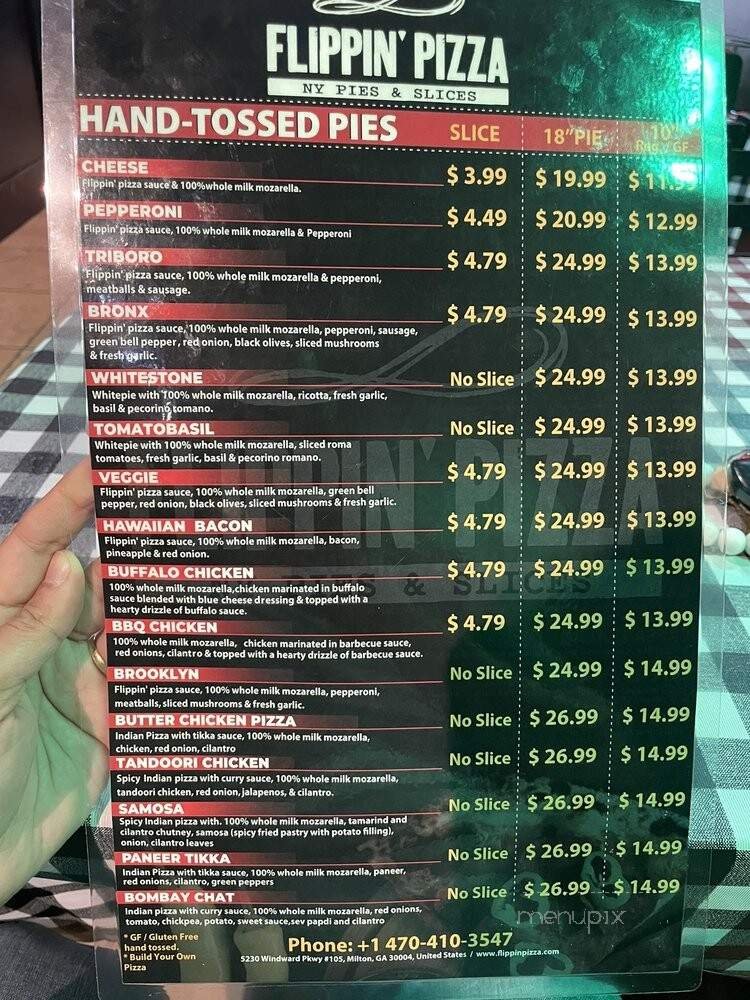 FLIPPIN' PIZZA
NY PIES & SLICES
HAND-TOSSED PIES SLICE 18"PIE 10" Reg / GF
CHEESE $ 3.99 $ 19.99 $ 11.99
Flippin' pizza sauce & 100%whole milk mozarella.
PEPPERONI $ 4.49 $ 20.99 $ 12.99
Flippin' pizza sauce, 100% whole milk mozarella & Pepperoni
TRIBORO $ 4.79 $ 24.99 $ 13.99
Flippin' pizza sauce, 100% whole milk mozarella & pepperoni,
meatballs & sausage.
BRONX $ 4.79 $ 24.99 $ 13.99
Flippin' pizza sauce, 100% whole milk mozarella, pepperoni, sausage,
green bell pepper, red onion, black olives, sliced mushrooms
& fresh garlic.
WHITESTONE No Slice $ 24.99 $ 13.99
Whitepie with 100% whole milk mozarella, ricotta, fresh garlic,
basil & pecorino tomano.
TOMATOBASIL No Slice $ 24.99 $ 13.99
Whitepie with 100% whole milk mozarella, sliced roma
tomatoes, fresh garlic, basil & pecorino romano.
VEGGIE $ 4.79 $ 24.99 $ 13.99
Flippin' pizza sauce, 100% whole milk mozarella, green bell
pepper, red onion, black olives, sliced mushrooms & fresh garlic.
HAWAIIAN BACON $ 4.79 $ 24.99 $ 13.99
Flippin' pizza sauce, 100% whole milk mozarella, bacon,
pineapple & red onion.
BUFFALO CHICKEN $ 4.79 $ 24.99 $ 13.99
100% whole milk mozarella,chicken marinated in buffalo
sauce blended with blue cheese dressing & topped with a
hearty drizzle of buffalo sauce.
BBQ CHICKEN $ 4.79 $ 24.99 $ 13.99
100% whole milk mozarella, chicken marinated in barbecue sauce,
red onions, cilantro & topped with a hearty drizzle of barbecue sauce.
BROOKLYN No Slice $ 24.99 $ 14.99
Flippin' pizza sauce, 100% whole milk mozarella, pepperoni,
meatballs, sliced mushrooms & fresh garlic.
BUTTER CHICKEN PIZZA No Slice $ 26.99 $ 14.99
Indian Pizza with tikka sauce, 100% whole milk mozarella,
chicken, red onion, cilantro
TANDOORI CHICKEN No Slice $ 26.99 $ 14.99
Spicy Indian pizza with curry sauce, 100% whole milk mozarella,
tandoori chicken, red onion, jalapenos, & cilantro.
SAMOSA No Slice $ 26.99 $ 14.99
Spicy Indian pizza with. 100% whole milk mozarella, tamarind and
cilantro chutney, samosa (spicy fried pastry with potato filling),
onion, cilantro leaves
PANEER TIKKA No Slice $ 26.99 $ 14.99
Indian Pizza with tikka sauce, 100% whole milk mozarella, paneer,
red onions, cilantro, green peppers
BOMBAY CHAT No Slice $ 26.99 $ 14.99
Indian pizza with curry sauce, 100% whole milk mozarella, red onions,
tomato, chickpea, potato, sweet sauce,sev papdi and cilantro
menupix
* GF / Gluten Free
hand tossed.
* Build Your Own
Pizza
Phone: +1 470-410-3547
5230 Windward Pkwy #105, Milton, GA 30004, United States / www.flippinpizza.com